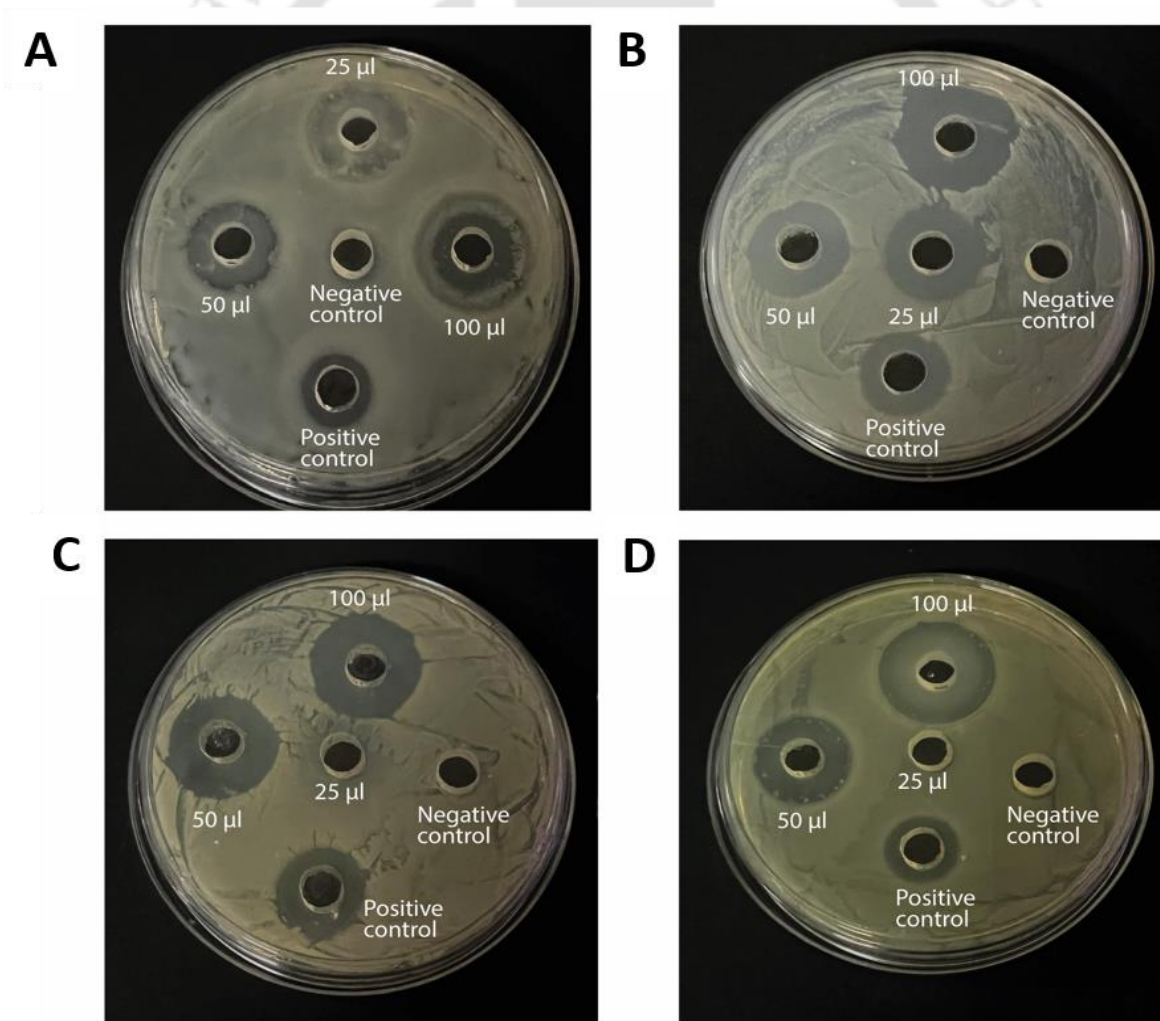 A
25 µl
50 µl
Negative
control
100 µl
Positive
control
B
100 µl
50 µl
25 µl
Negative
control
Positive
control
C
100 µl
50 µl
25 µl
Negative
control
Positive
control
D
100 µl
50 µl
25 µl
Negative
control
Positive
control